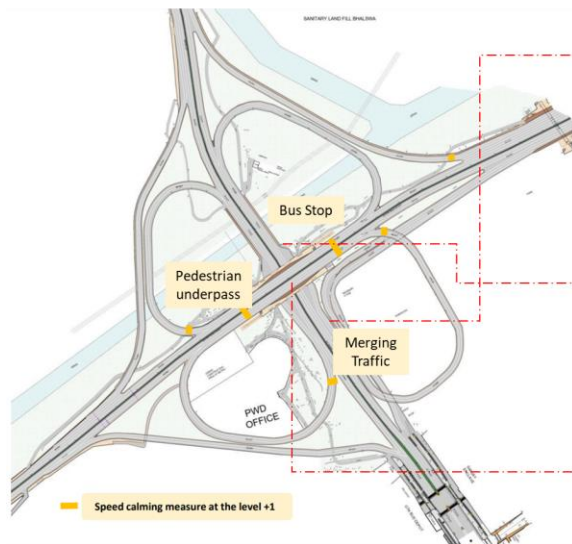 SANITARY LAND FILL BHALSWA
Bus Stop
Pedestrian
underpass
Merging
Traffic
PWD
OFFICE
Speed calming measure at the level +1